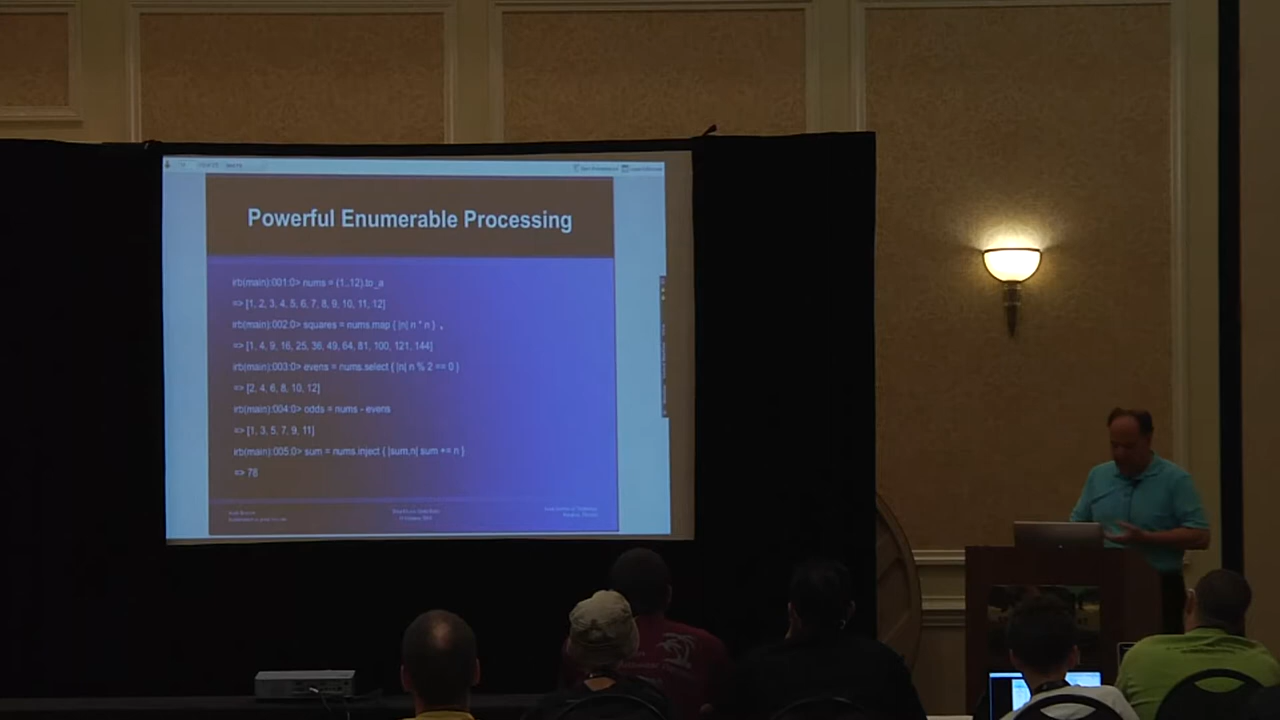 Powerful Enumerable Processing
irb(main):001:0> nums = (1..12).to_a
=> [1, 2, 3, 4, 5, 6, 7, 8, 9, 10, 11, 12]
irb(main):002:0> squares = nums.map { |n| n * n }
=> [1, 4, 9, 16, 25, 36, 49, 64, 81, 100, 121, 144]
irb(main):003:0> evens = nums.select { |n| n % 2 == 0 }
=> [2, 4, 6, 8, 10, 12]
irb(main):004:0> odds = nums - evens
=> [1, 3, 5, 7, 9, 11]
irb(main):005:0> sum = nums.inject { |sum,n| sum += n }
=> 78